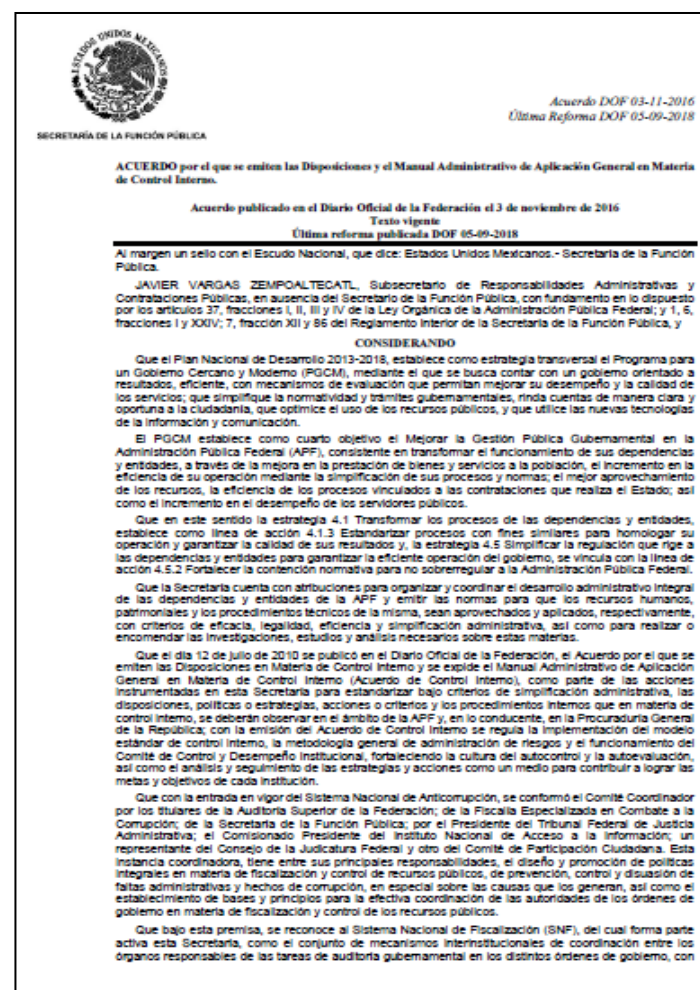 ESTADOS UNIDOS MEXICANOS
SECRETARÍA DE LA FUNCIÓN PÚBLICA
Acuerdo DOF 03-11-2016
Última Reforma DOF 05-09-2018
ACUERDO por el que se emiten las Disposiciones y el Manual Administrativo de Aplicación General en Materia
de Control Interno.
Acuerdo publicado en el Diario Oficial de la Federación el 3 de noviembre de 2016
Texto vigente
Última reforma publicada DOF 05-09-2018
Al margen un sello con el Escudo Nacional, que dice: Estados Unidos Mexicanos.- Secretaría de la Función
Pública.
JAVIER VARGAS ZEMPOALTECATL, Subsecretario de Responsabilidades Administrativas y
Contrataciones Públicas, en ausencia del Secretario de la Función Pública, con fundamento en lo dispuesto
por los artículos 37, fracciones I, II, III y IV de la Ley Orgánica de la Administración Pública Federal; y 1, 6,
fracciones I y XXIV; 7, fracción XII y 86 del Reglamento Interior de la Secretaría de la Función Pública, y
CONSIDERANDO
Que el Plan Nacional de Desarrollo 2013-2018, establece como estrategia transversal el Programa para
un Gobierno Cercano y Moderno (PGCM), mediante el que se busca contar con un gobierno orientado a
resultados, eficiente, con mecanismos de evaluación que permitan mejorar su desempeño y la calidad de
los servicios; que simplifique la normatividad y trámites gubernamentales, rinda cuentas de manera clara y
oportuna a la ciudadanía, que optimice el uso de los recursos públicos, y que utilice las nuevas tecnologías
de la información y comunicación.
El PGCM establece como cuarto objetivo el Mejorar la Gestión Pública Gubernamental en la
Administración Pública Federal (APF), consistente en transformar el funcionamiento de sus dependencias
y entidades, a través de la mejora en la prestación de bienes y servicios a la población, el incremento en la
eficiencia de su operación mediante la simplificación de sus procesos y normas; el mejor aprovechamiento
de los recursos, la eficiencia de los procesos vinculados a las contrataciones que realiza el Estado; así
como el incremento en el desempeño de los servidores públicos.
Que en este sentido la estrategia 4.1 Transformar los procesos de las dependencias y entidades,
establece como línea de acción 4.1.3 Estandarizar procesos con fines similares para homologar su
operación y garantizar la calidad de sus resultados y, la estrategia 4.5 Simplificar la regulación que rige a
las dependencias y entidades para garantizar la eficiente operación del gobierno, se vincula con la línea de
acción 4.5.2 Fortalecer la contención normativa para no sobrerregular a la Administración Pública Federal.
Que la Secretaría cuenta con atribuciones para organizar y coordinar el desarrollo administrativo integral
de las dependencias y entidades de la APF y emitir las normas para que los recursos humanos,
patrimoniales y los procedimientos técnicos de la misma, sean aprovechados y aplicados, respectivamente,
con criterios de eficacia, legalidad, eficiencia y simplificación administrativa, así como para realizar o
encomendar las investigaciones, estudios y análisis necesarios sobre estas materias.
Que el día 12 de julio de 2010 se publicó en el Diario Oficial de la Federación, el Acuerdo por el que se
emiten las Disposiciones en Materia de Control Interno y se expide el Manual Administrativo de Aplicación
General en Materia de Control Interno (Acuerdo de Control Interno), como parte de las acciones
instrumentadas en esta Secretaría para estandarizar bajo criterios de simplificación administrativa, las
disposiciones, políticas o estrategias, acciones o criterios y los procedimientos internos que en materia de
control interno, se deberán observar en el ámbito de la APF y, en lo conducente, en la Procuraduría General
de la República; con la emisión del Acuerdo de Control Interno se regula la implementación del modelo
estándar de control interno, la metodología general de administración de riesgos y el funcionamiento del
Comité de Control y Desempeño Institucional, fortaleciendo la cultura del autocontrol y la autoevaluación,
así como el análisis y seguimiento de las estrategias y acciones como un medio para contribuir a lograr las
metas y objetivos de cada institución.
Que con la entrada en vigor del Sistema Nacional de Anticorrupción, se conformó el Comité Coordinador
por los titulares de la Auditoría Superior de la Federación; de la Fiscalía Especializada en Combate a la
Corrupción; de la Secretaría de la Función Pública; por el Presidente del Tribunal Federal de Justicia
Administrativa; el Comisionado Presidente del Instituto Nacional de Acceso a la Información; un
representante del Consejo de la Judicatura Federal y otro del Comité de Participación Ciudadana. Esta
instancia coordinadora, tiene entre sus principales responsabilidades, el diseño y promoción de políticas
integrales en materia de fiscalización y control de recursos públicos, de prevención, control y disuasión de
faltas administrativas y hechos de corrupción, en especial sobre las causas que los generan, así como el
establecimiento de bases y principios para la efectiva coordinación de las autoridades de los órdenes de
gobierno en materia de fiscalización y control de los recursos públicos.
Que bajo esta premisa, se reconoce al Sistema Nacional de Fiscalización (SNF), del cual forma parte
activa esta Secretaría, como el conjunto de mecanismos interinstitucionales de coordinación entre los
órganos responsables de las tareas de auditoría gubernamental en los distintos órdenes de gobierno, con